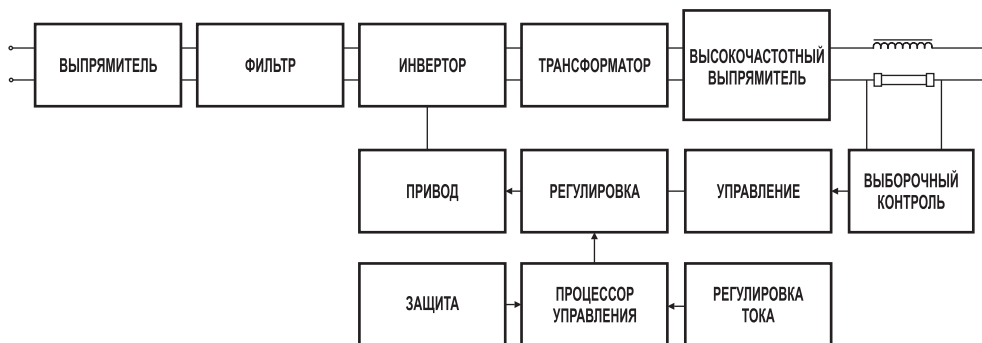 ВЫПРЯМИТЕЛЬ
ФИЛЬТР
ИНВЕРТОР
ТРАНСФОРМАТОР
ВЫСОКОЧАСТОТНЫЙ
ВЫПРЯМИТЕЛЬ
ПРИВОД
РЕГУЛИРОВКА
УПРАВЛЕНИЕ
ВЫБОРОЧНЫЙ
КОНТРОЛЬ
ЗАЩИТА
ПРОЦЕССОР
УПРАВЛЕНИЯ
РЕГУЛИРОВКА
ТОКА